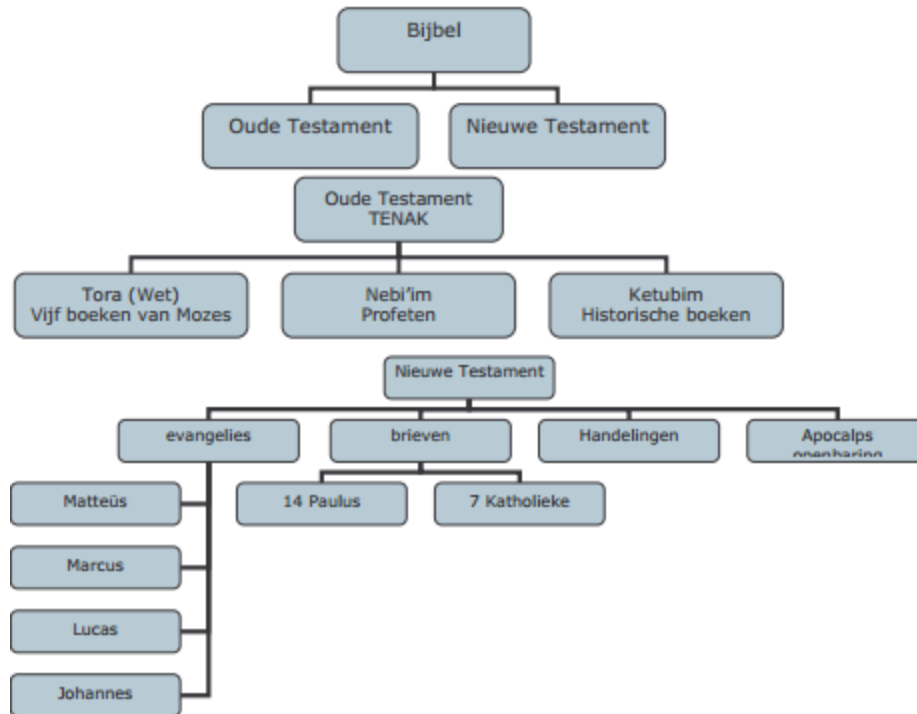 Bijbel
Oude Testament
Nieuwe Testament
Oude Testament
TENAK
Tora (Wet)
Vijf boeken van Mozes
Nebi'im
Profeten
Ketubim
Historische boeken
Nieuwe Testament
evangelies
brieven
Handelingen
Apocalps
openbaring
Matteüs
14 Paulus
7 Katholieke
Marcus
Lucas
Johannes